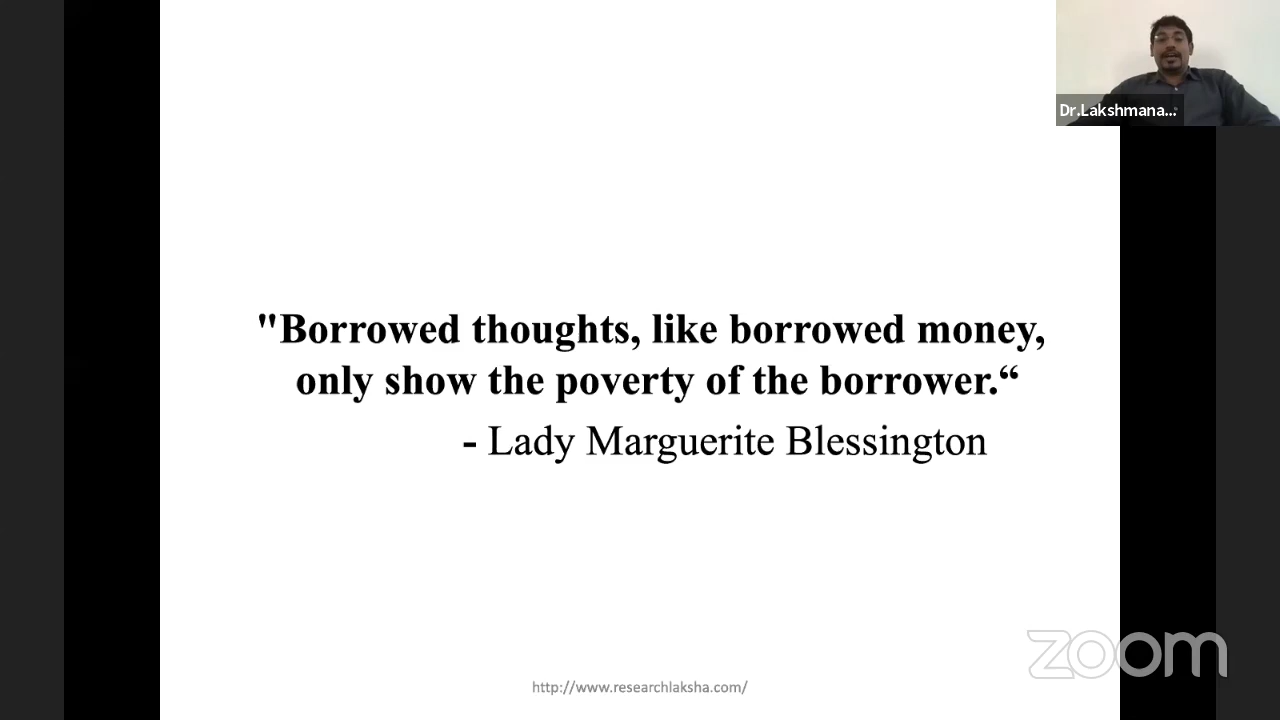 Dr.Lakshmana...
"Borrowed thoughts, like borrowed money,
only show the poverty of the borrower.“
- Lady Marguerite Blessington
zoom
http://www.researchlaksha.com/